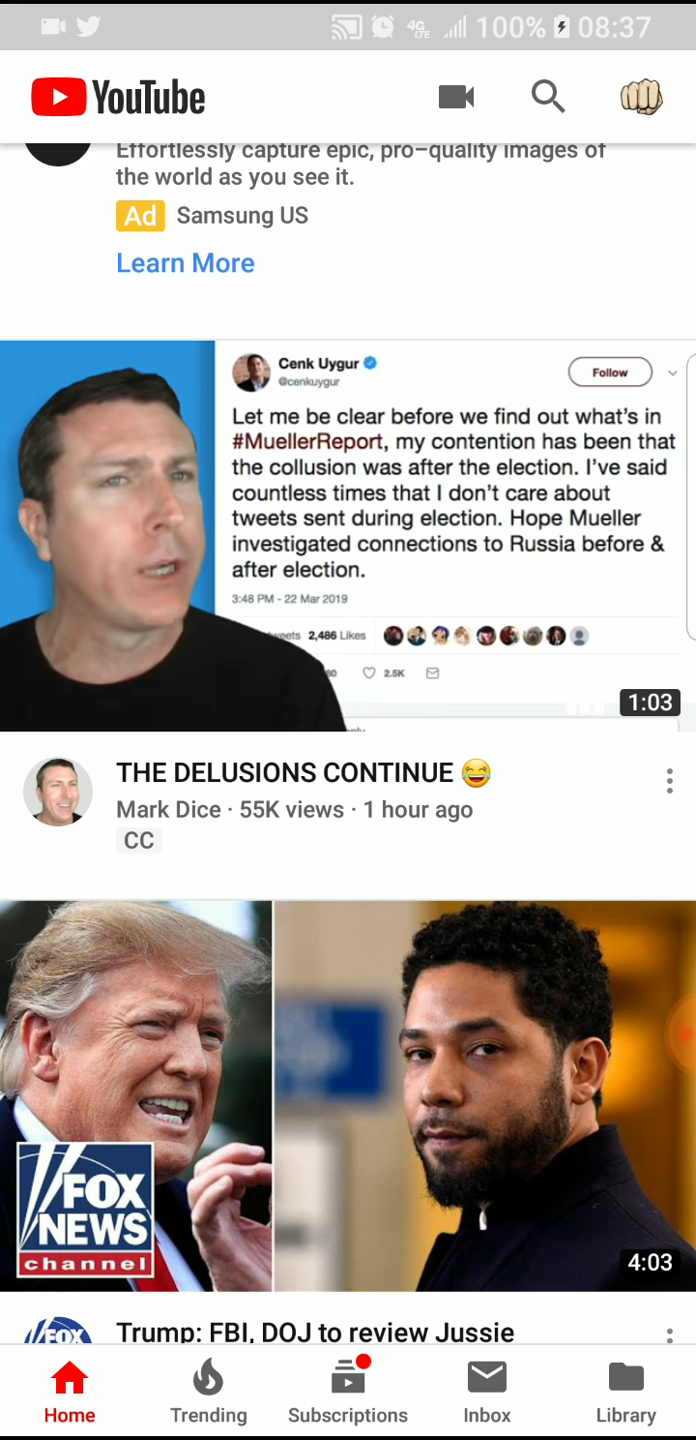 4G LTE 100% 08:37
YouTube
Effortlessly capture epic, pro-quality images of
the world as you see it.
Ad Samsung US
Learn More
Cenk Uygur
@cenkuygur
Follow
Let me be clear before we find out what's in
#MuellerReport, my contention has been that
the collusion was after the election. I've said
countless times that I don't care about
tweets sent during election. Hope Mueller
investigated connections to Russia before &
after election.
3:48 PM - 22 Mar 2019
2,486 Likes
2.5K
1:03
THE DELUSIONS CONTINUE 😂
Mark Dice · 55K views · 1 hour ago
CC
FOX
NEWS
channel
4:03
FOX
Trump: FBI, DOJ to review Jussie
Home Trending Subscriptions Inbox Library